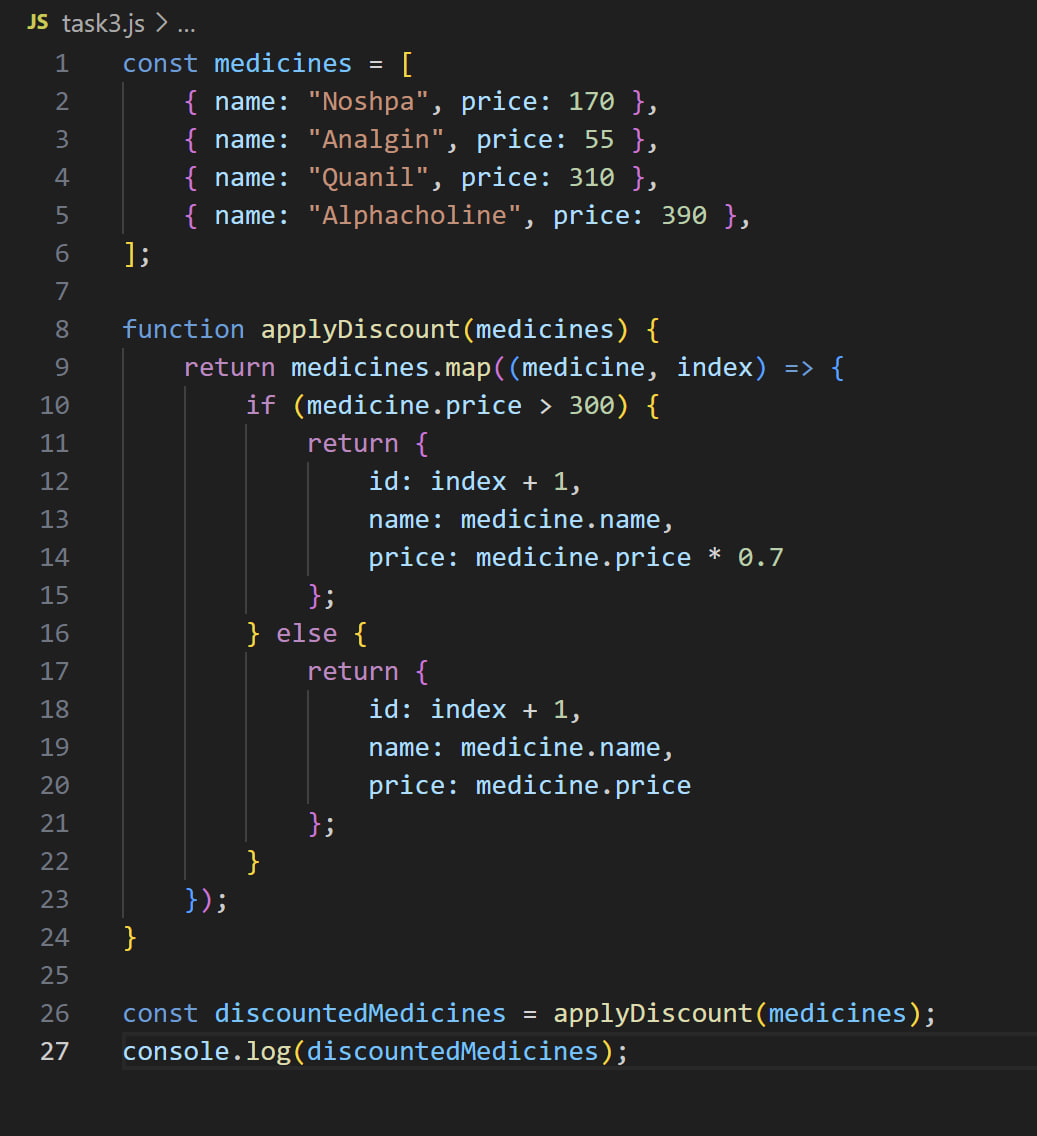 JS task3.js > ...
1 const medicines = [
2     { name: "Noshpa", price: 170 },
3     { name: "Analgin", price: 55 },
4     { name: "Quanil", price: 310 },
5     { name: "Alphacholine", price: 390 },
6 ];
7
8 function applyDiscount(medicines) {
9     return medicines.map((medicine, index) => {
10         if (medicine.price > 300) {
11             return {
12                 id: index + 1,
13                 name: medicine.name,
14                 price: medicine.price * 0.7
15             };
16         } else {
17             return {
18                 id: index + 1,
19                 name: medicine.name,
20                 price: medicine.price
21             };
22         }
23     });
24 }
25
26 const discountedMedicines = applyDiscount(medicines);
27 console.log(discountedMedicines);